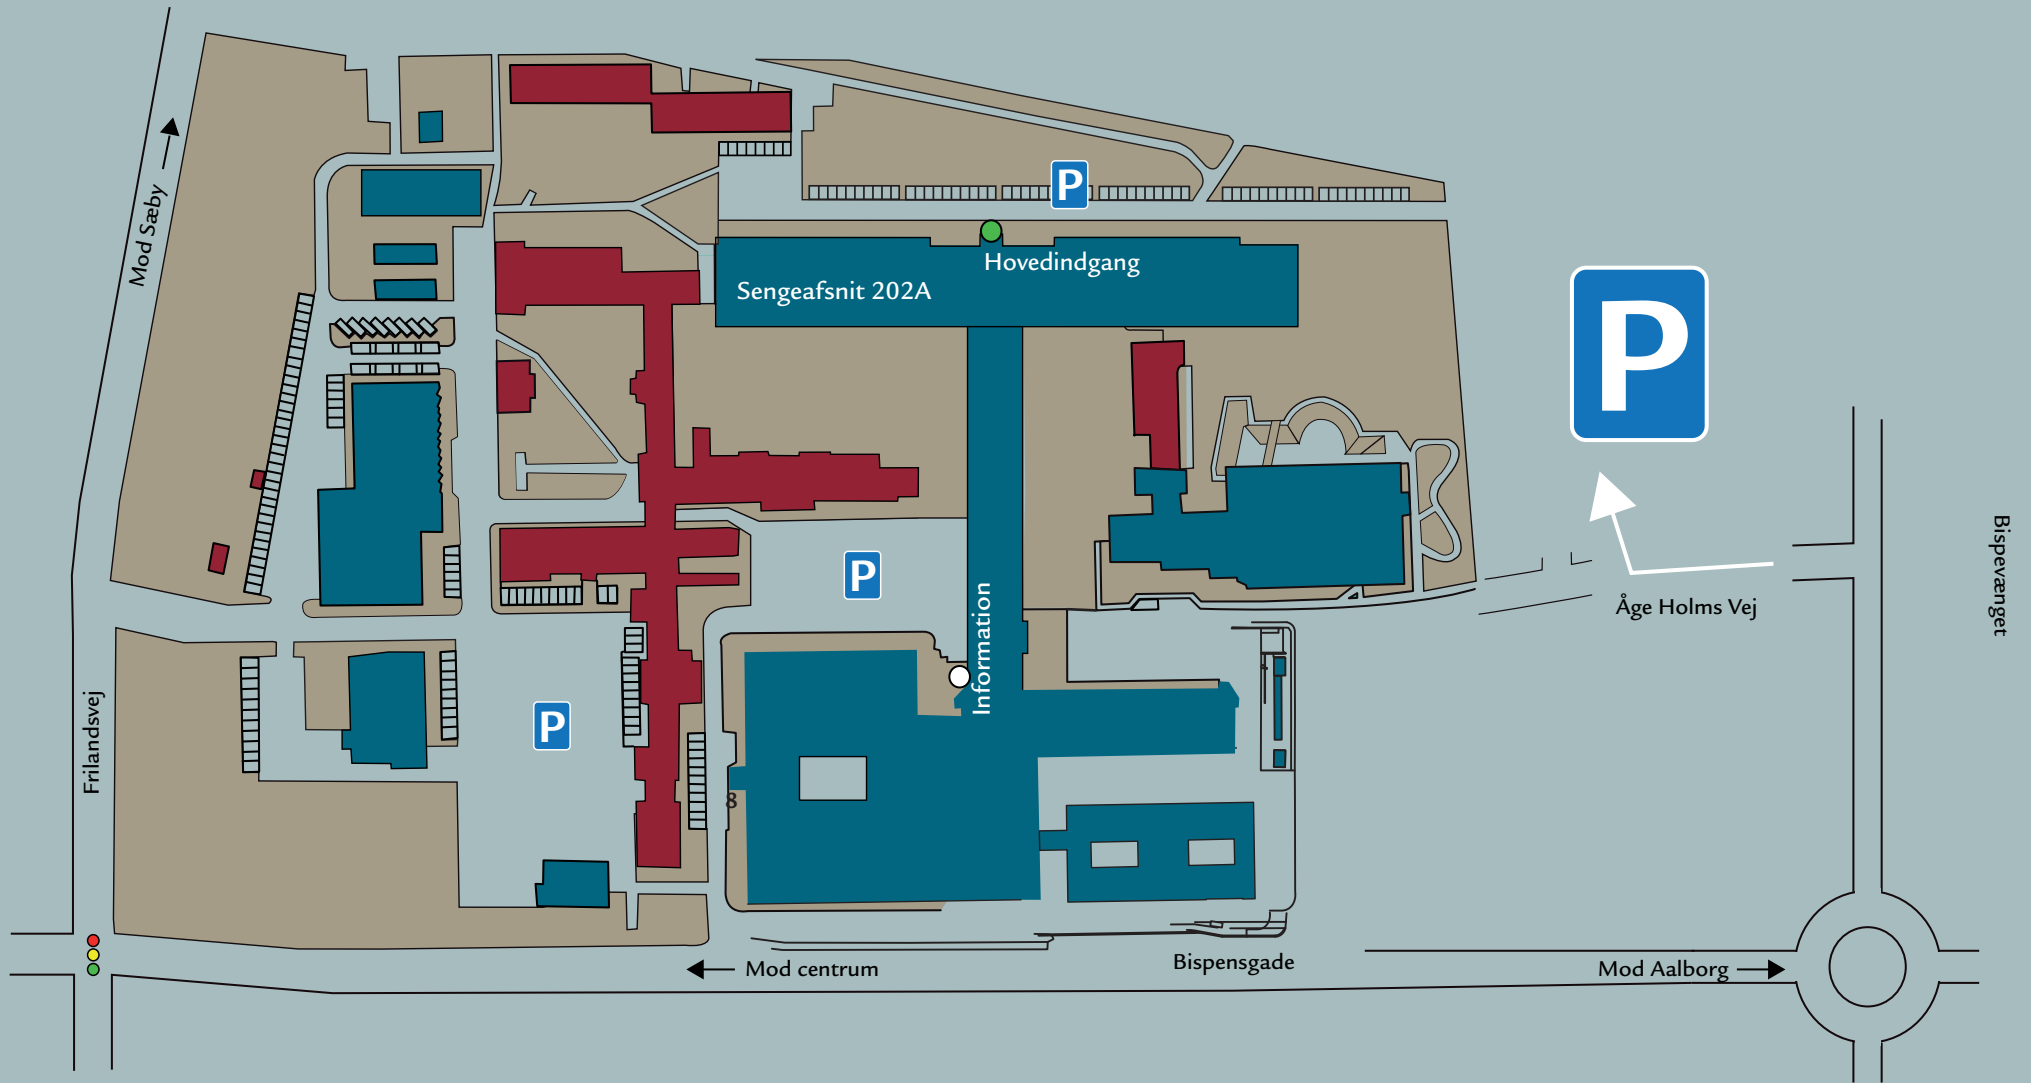 P
Mod Sæby
Hovedindgang
Sengeafsnit 202A
P
Bispevænget
P
Information
Åge Holms Vej
P
Frilandsvej
8
Bispensgade
Mod centrum
Mod Aalborg